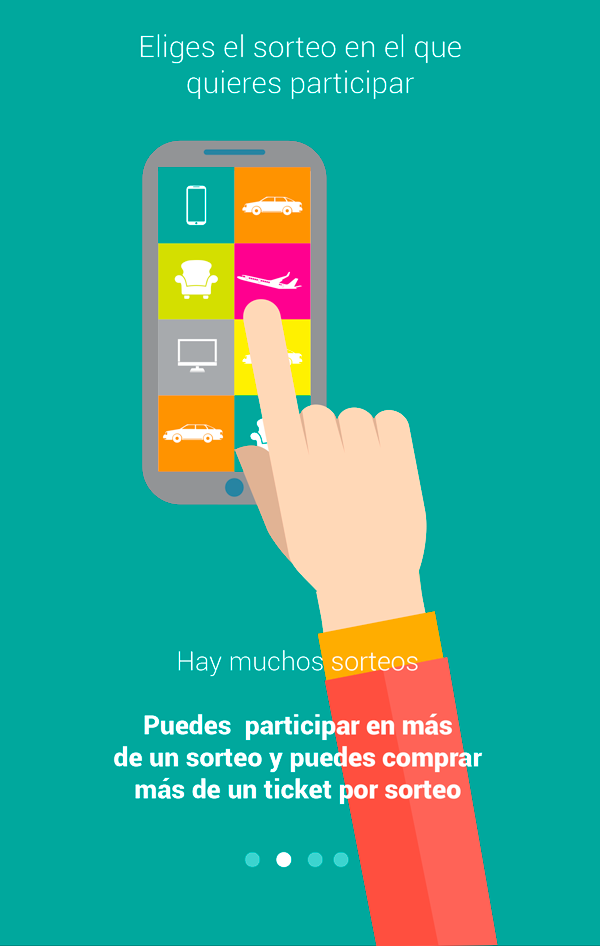 Eliges el sorteo en el que
quieres participar
Hay muchos sorteos
Puedes  participar en más
de un sorteo y puedes comprar
más de un ticket por sorteo